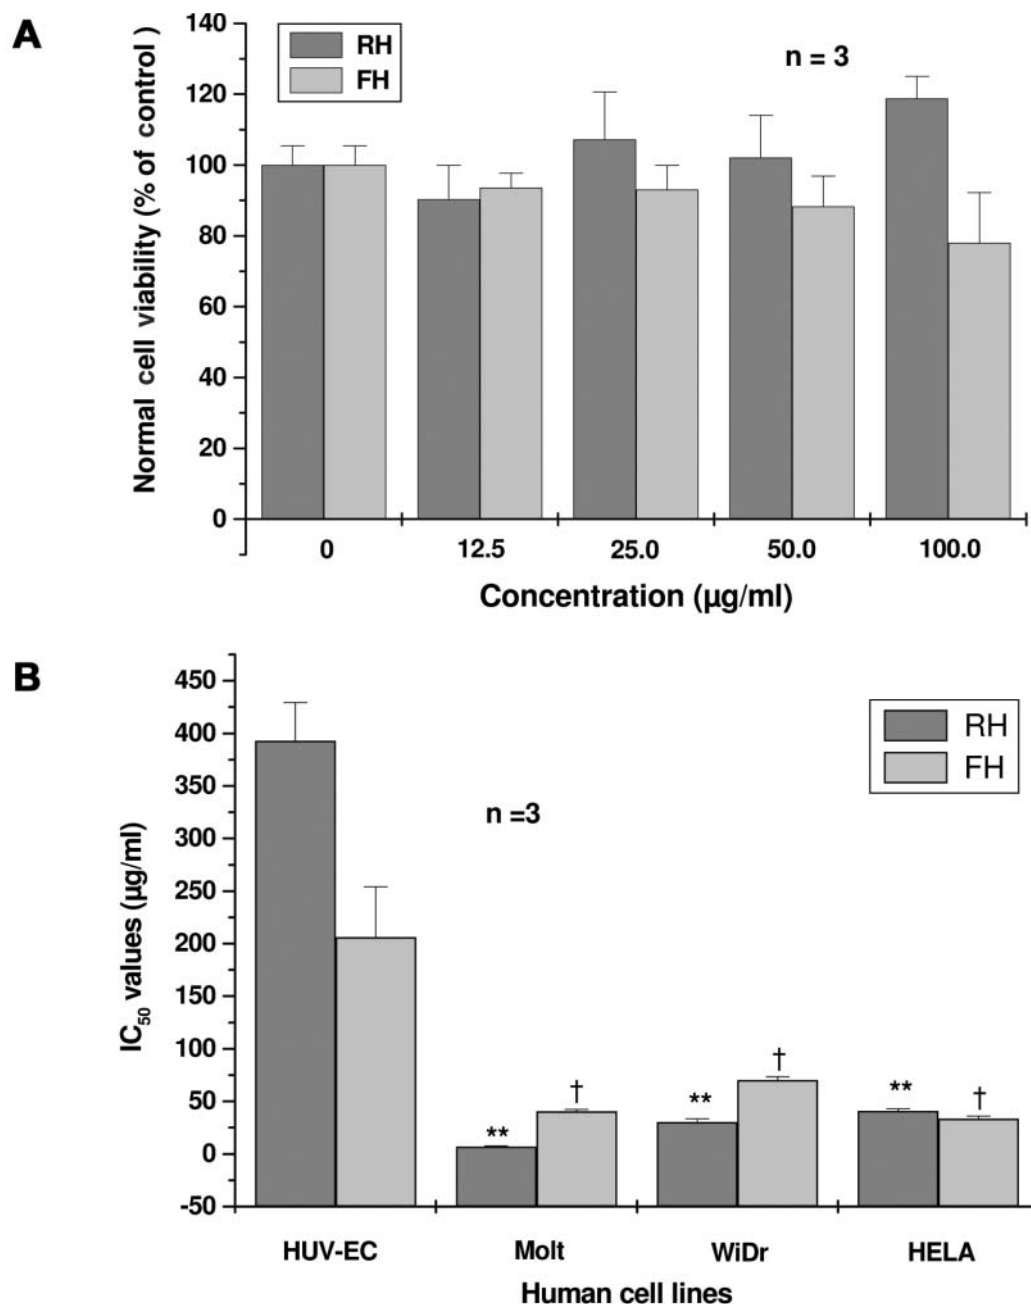 A
Normal cell viability (% of control)
140
120
100
80
60
40
20
0
RH
FH
n = 3
0 12.5 25.0 50.0 100.0
Concentration (µg/ml)
B
IC50 values (µg/ml)
450
400
350
300
250
200
150
100
50
0
-50
RH
FH
n =3
** † ** † ** †
HUV-EC Molt WiDr HELA
Human cell lines